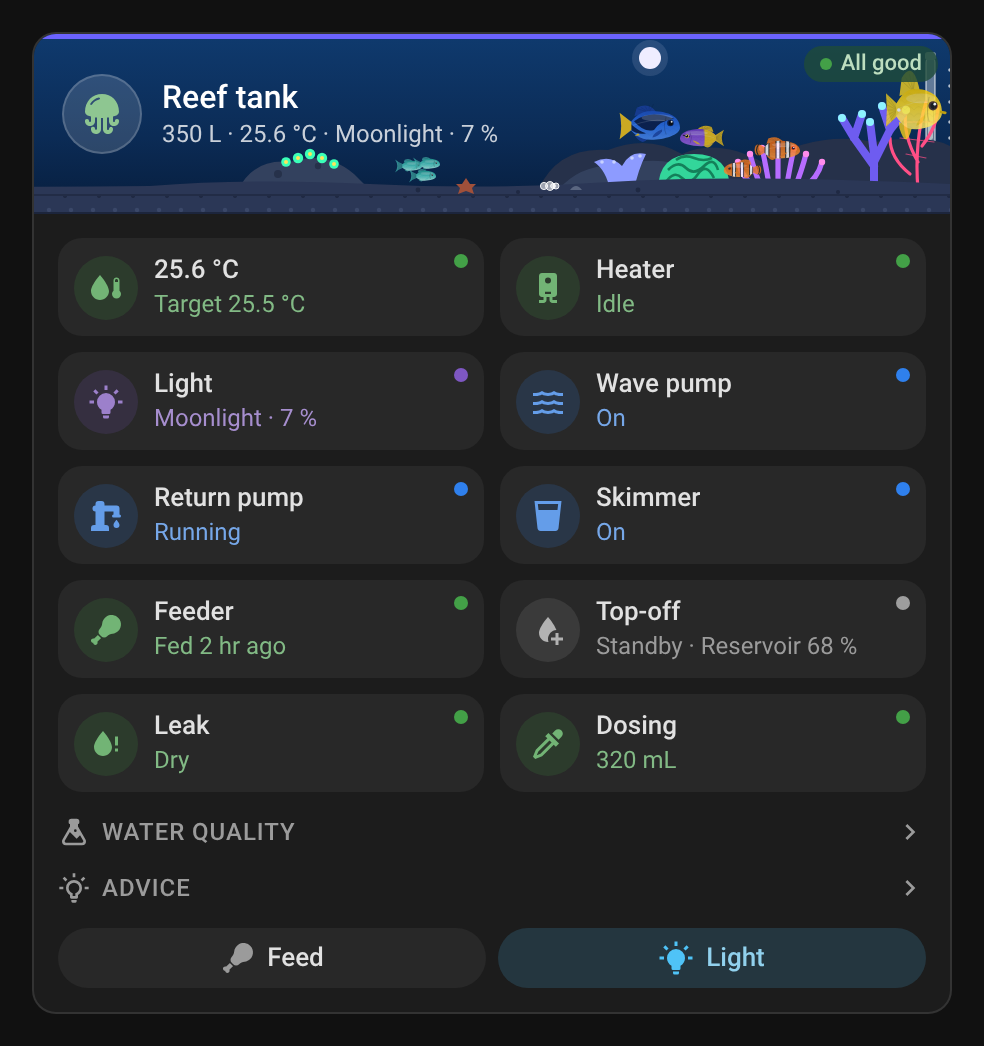 All good
Reef tank
350 L · 25.6 °C · Moonlight · 7 %
25.6 °C
Target 25.5 °C
Heater
Idle
Light
Moonlight · 7 %
Wave pump
On
Return pump
Running
Skimmer
On
Feeder
Fed 2 hr ago
Top-off
Standby · Reservoir 68 %
Leak
Dry
Dosing
320 mL
WATER QUALITY
ADVICE
Feed
Light